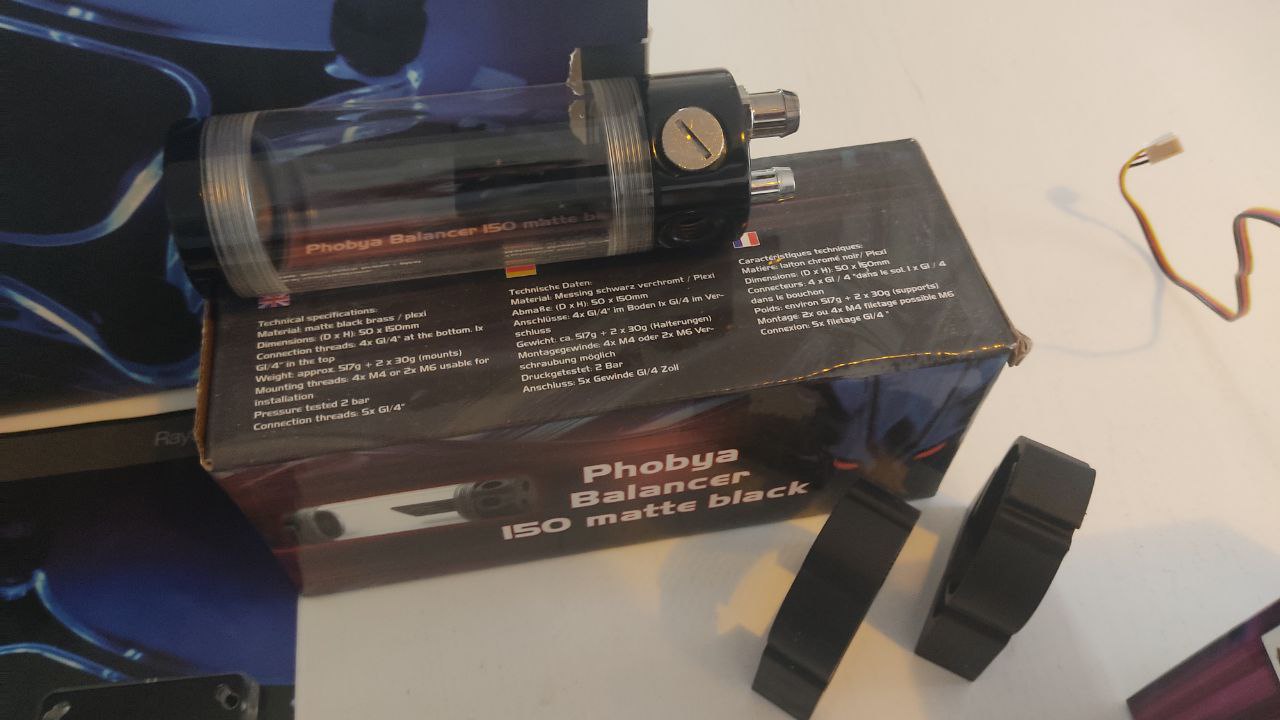 Phobya Balancer 150 matte bl
Technical specifications:
Material: matte black brass / plexi
Dimensions: (D x H): 50 x 150mm
Connection threads: 4x G1/4" at the bottom. 1x
G1/4" in the top
Weight: approx. 517g + 2 x 30g (mounts)
Mounting threads: 4x M4 or 2x M6 usable for
installation
Pressure tested 2 bar
Connection threads: 5x G1/4"
Technische Daten:
Material: Messing schwarz verchromt / Plexi
Abmaße: (D x H): 50 x 150mm
Anschlüsse: 4x G1/4" im Boden 1x G1/4 im Ver-
schluss
Gewicht: ca. 517g + 2 x 30g (Halterungen)
Montagegewinde: 4x M4 oder 2x M6 Ver-
schraubung möglich
Druckgetestet: 2 Bar
Anschluss: 5x Gewinde G1/4 Zoll
Caractéristiques techniques:
Matière: laiton chromé noir/ Plexi
Dimensions: (D x H): 50 x 150mm
Connecteurs: 4 x G1 / 4 "dans le sol. 1 x G1 / 4
dans le bouchon
Poids: environ 517g + 2 x 30g (supports)
Montage: 2x ou 4x M4 filetage possible M6
Connexion: 5x filetage G1/4 "
Phobya
Balancer
150 matte black
Ray